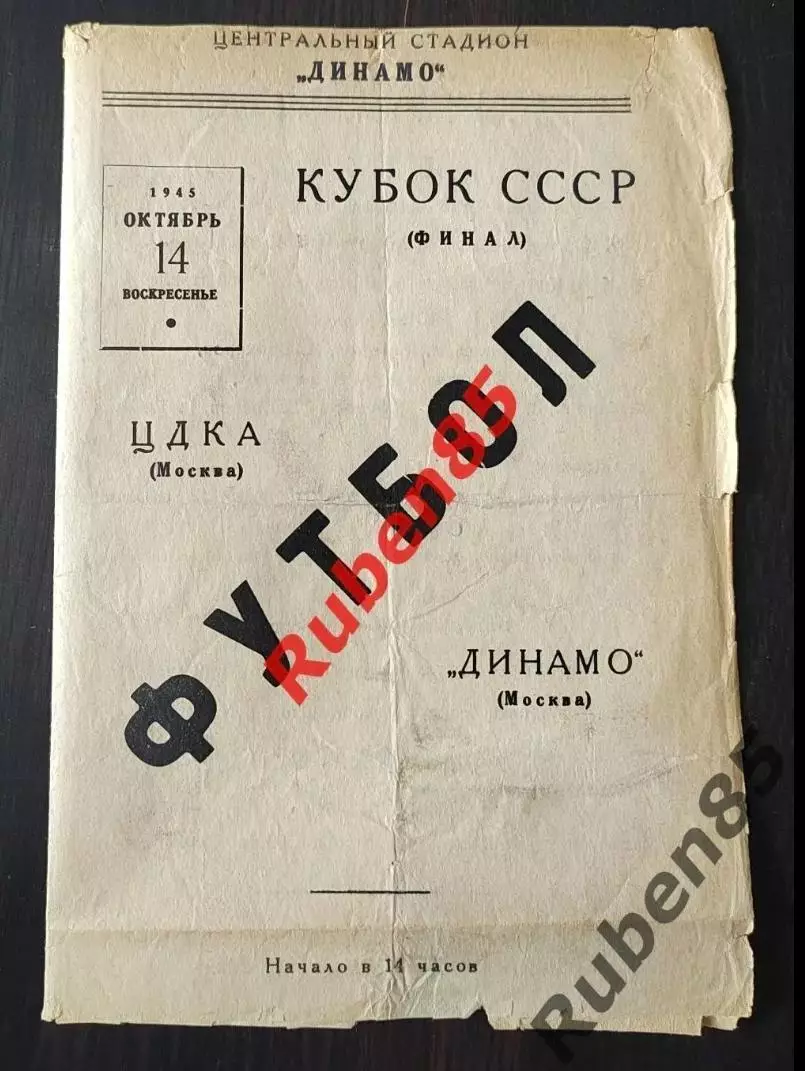 ЦЕНТРАЛЬНЫЙ СТАДИОН
„ДИНАМО“
1945
ОКТЯБРЬ
14
ВОСКРЕСЕНЬЕ
КУБОК СССР
(ФИНАЛ)
ЦДКА
(Москва)
ФУТБОЛ
Ruben85
„ДИНАМО“
(Москва)
Начало в 14 часов
Ruben85